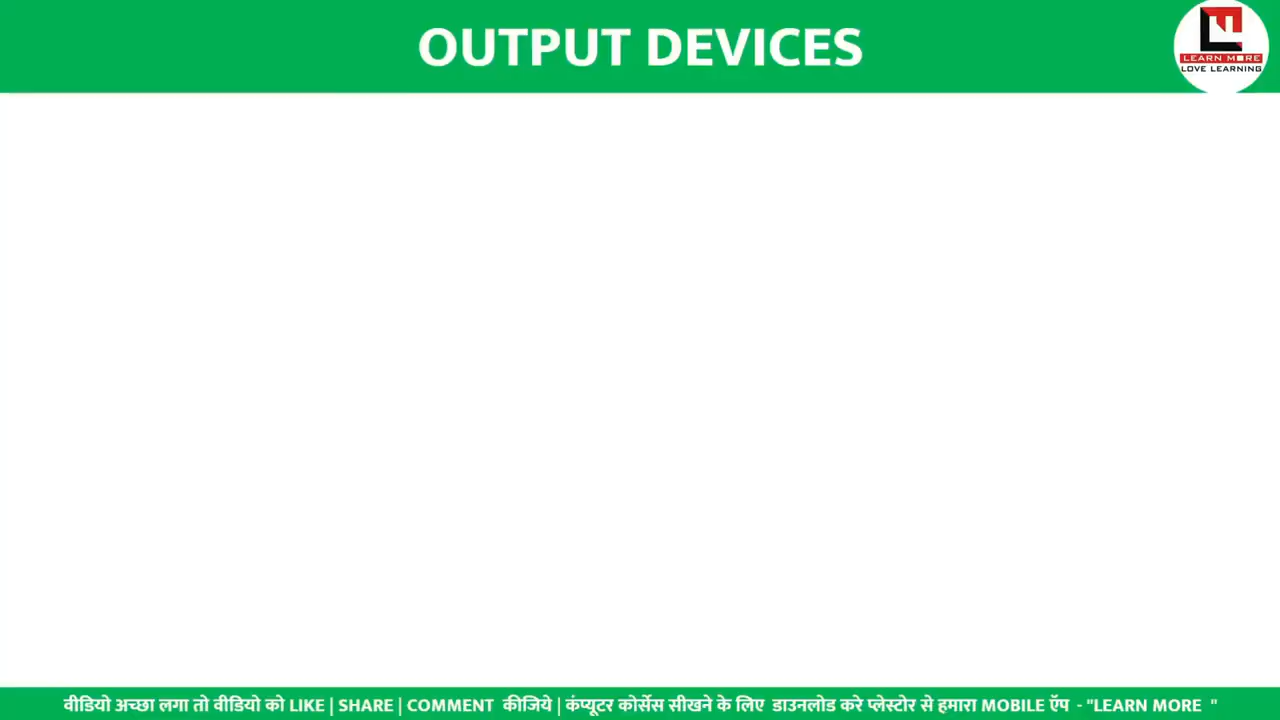 OUTPUT DEVICES
LEARN MORE
LOVE LEARNING
वीडियो अच्छा लगा तो वीडियो को LIKE | SHARE | COMMENT कीजिये | कंप्यूटर कोर्सेस सीखने के लिए डाउनलोड करे प्लेस्टोर से हमारा MOBILE ऍप - "LEARN MORE "